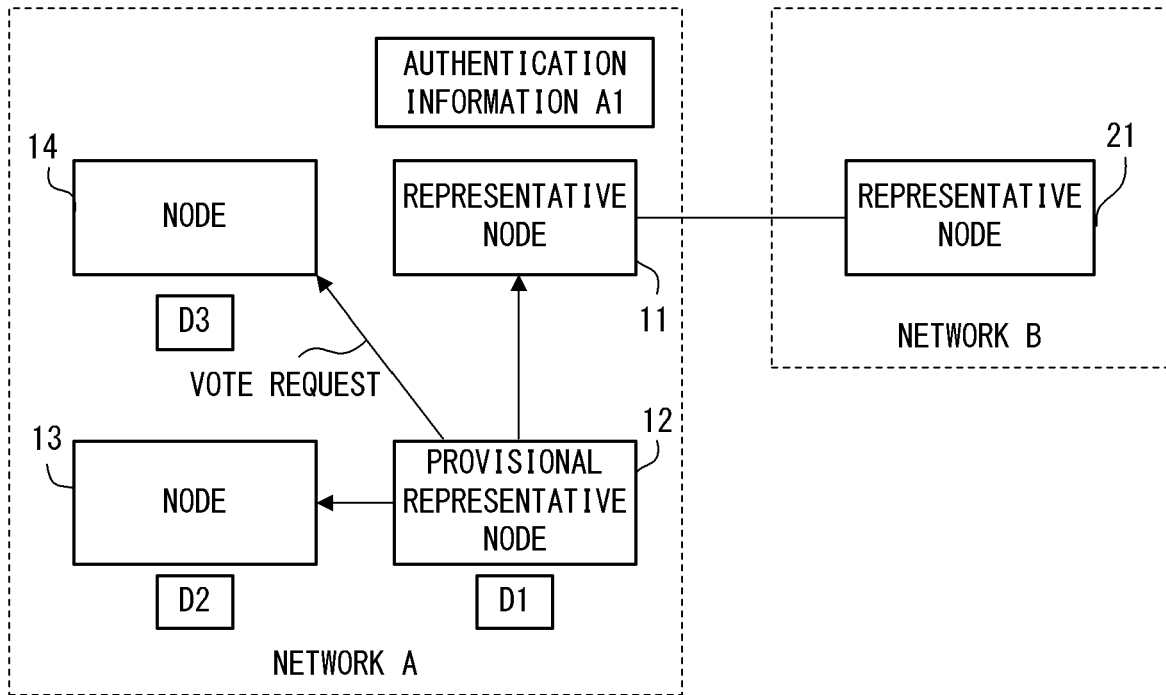 AUTHENTICATION
INFORMATION A1
14
NODE
REPRESENTATIVE
NODE
11
REPRESENTATIVE
NODE
21
D3
VOTE REQUEST
NETWORK B
13
NODE
12
PROVISIONAL
REPRESENTATIVE
NODE
D2
D1
NETWORK A